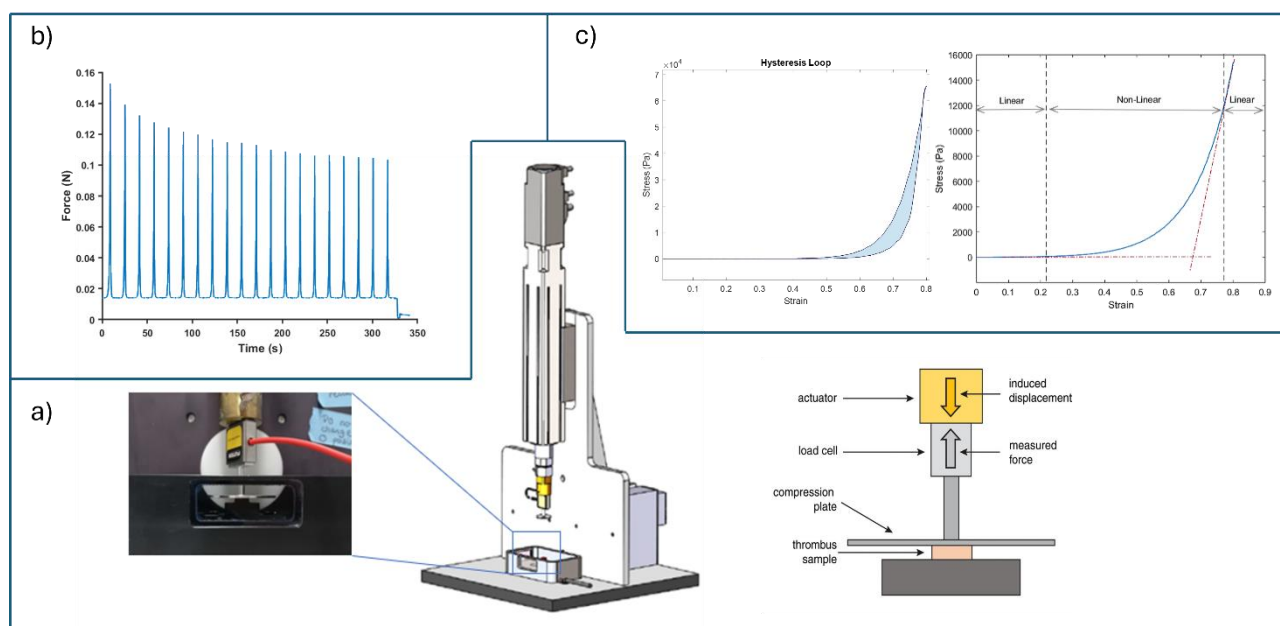 b)
0.16
0.14
0.12
0.1
0.08
0.06
0.04
0.02
0
Force (N)
0
50
100
150
200
250
300
350
Time (s)
c)
Hysteresis Loop
×10⁴
7
6
5
4
3
2
1
0
Stress (Pa)
0.1
0.2
0.3
0.4
0.5
0.6
0.7
0.8
Strain
16000
14000
12000
10000
8000
6000
4000
2000
0
Stress (Pa)
Linear
Non-Linear
Linear
0
0.1
0.2
0.3
0.4
0.5
0.6
0.7
0.8
0.9
Strain
a)
actuator
induced
displacement
load cell
measured
force
compression
plate
thrombus
sample